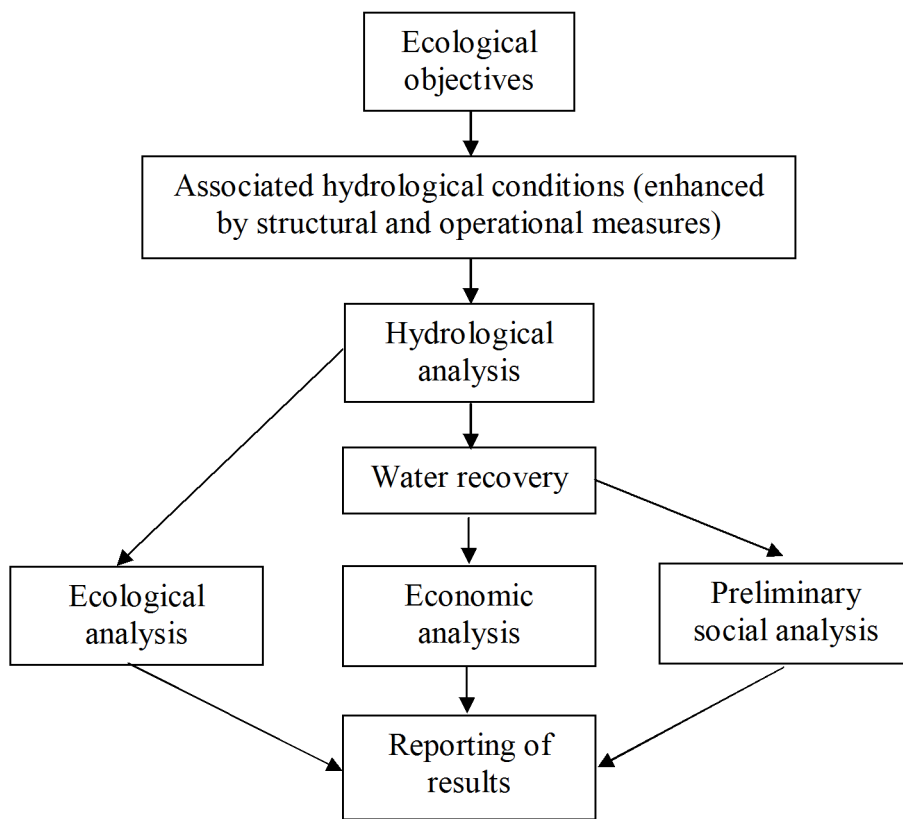 Ecological
objectives
Associated hydrological conditions (enhanced
by structural and operational measures)
Hydrological
analysis
Water recovery
Ecological
analysis
Economic
analysis
Preliminary
social analysis
Reporting of
results